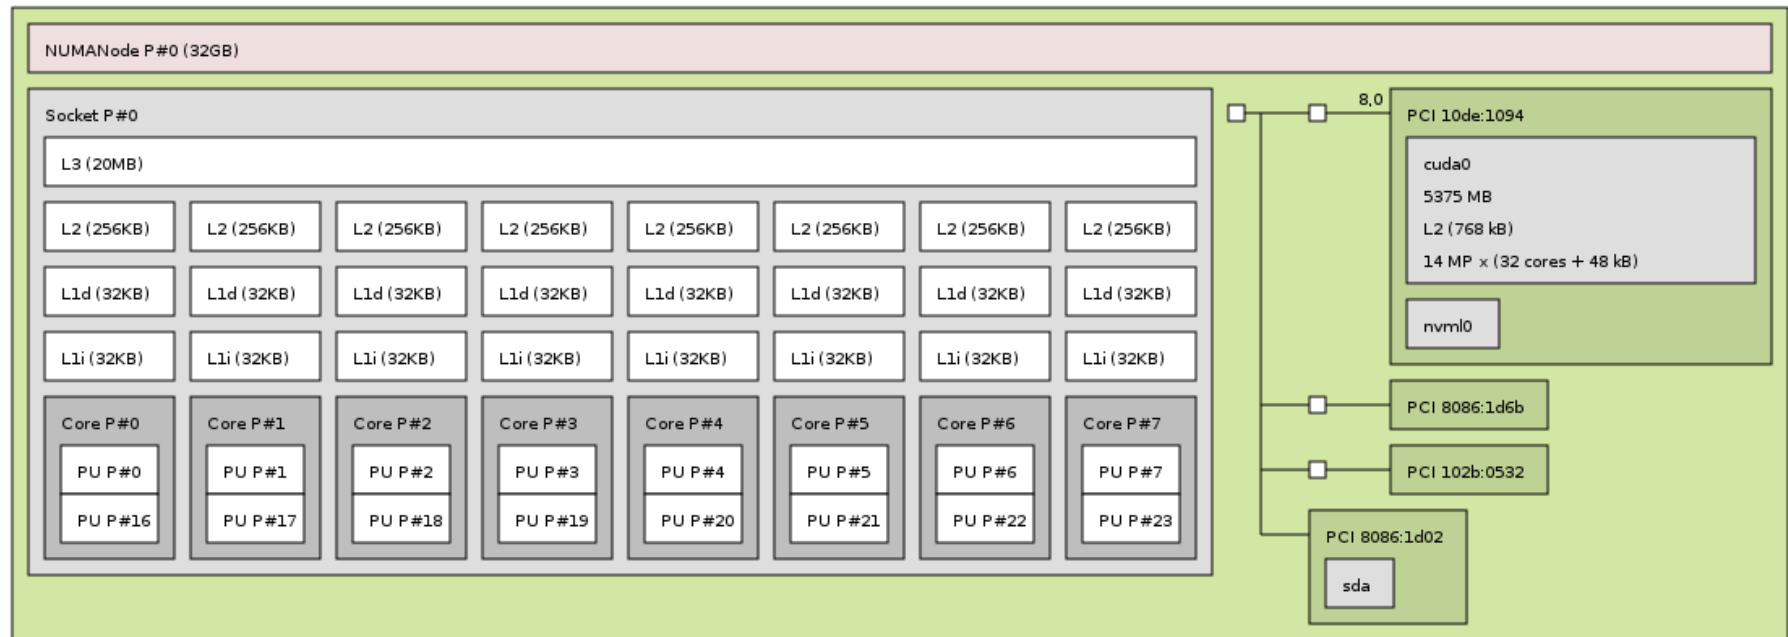 NUMANode P#0 (32GB)
Socket P#0
L3 (20MB)
L2 (256KB) L2 (256KB) L2 (256KB) L2 (256KB) L2 (256KB) L2 (256KB) L2 (256KB) L2 (256KB)
L1d (32KB) L1d (32KB) L1d (32KB) L1d (32KB) L1d (32KB) L1d (32KB) L1d (32KB) L1d (32KB)
L1i (32KB) L1i (32KB) L1i (32KB) L1i (32KB) L1i (32KB) L1i (32KB) L1i (32KB) L1i (32KB)
Core P#0 Core P#1 Core P#2 Core P#3 Core P#4 Core P#5 Core P#6 Core P#7
PU P#0 PU P#1 PU P#2 PU P#3 PU P#4 PU P#5 PU P#6 PU P#7
PU P#16 PU P#17 PU P#18 PU P#19 PU P#20 PU P#21 PU P#22 PU P#23
8,0
PCI 10de:1094
cuda0
5375 MB
L2 (768 kB)
14 MP x (32 cores + 48 kB)
nvml0
PCI 8086:1d6b
PCI 102b:0532
PCI 8086:1d02
sda